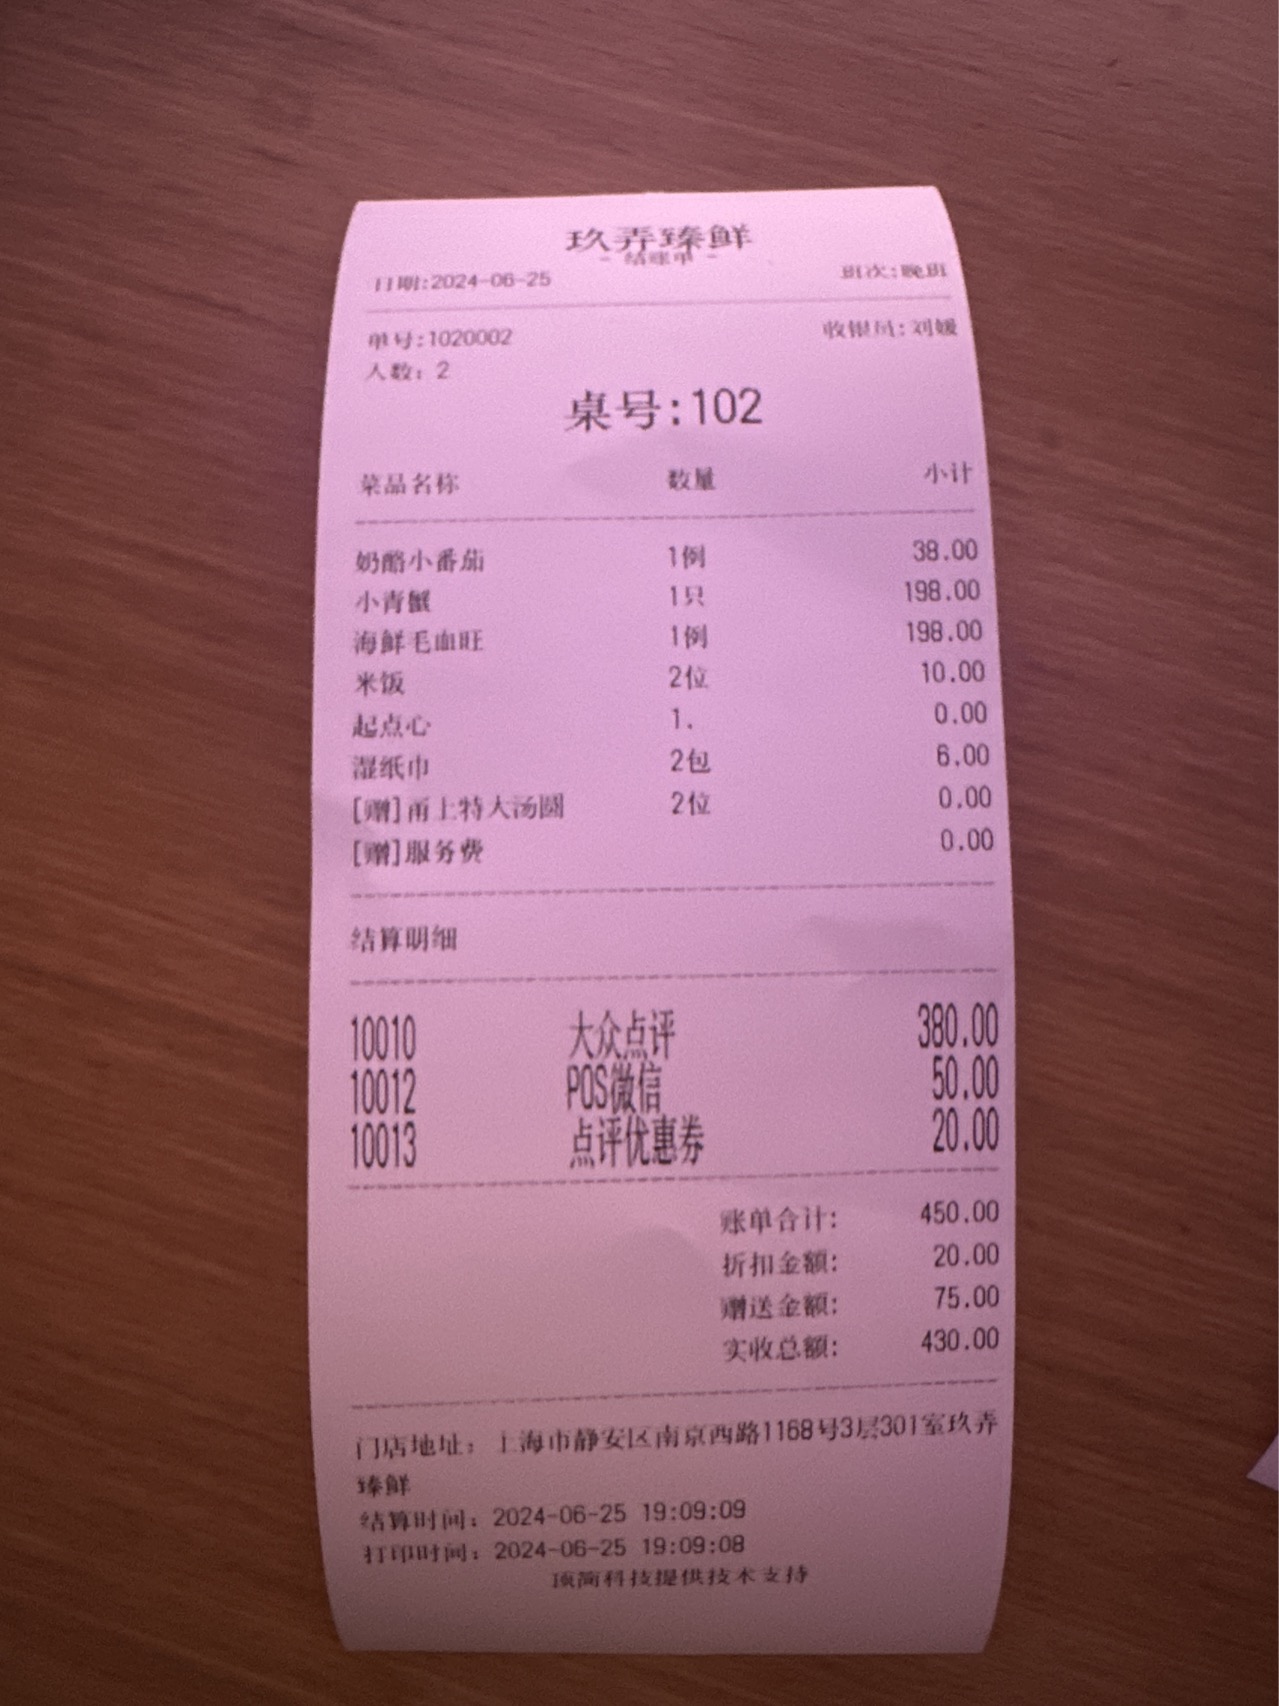 玖弄臻鲜
- 结账单 -
日期:2024-06-25 班次:晚班
单号:1020002 收银员:刘媛
人数: 2
桌号:102
菜品名称 数量 小计
奶酪小番茄 1例 38.00
小青蟹 1只 198.00
海鲜毛血旺 1例 198.00
米饭 2位 10.00
起点心 1. 0.00
湿纸巾 2包 6.00
[赠]甬上特大汤圆 2位 0.00
[赠]服务费 0.00
结算明细
10010 大众点评 380.00
10012 POS微信 50.00
10013 点评优惠券 20.00
账单合计: 450.00
折扣金额: 20.00
赠送金额: 75.00
实收总额: 430.00
门店地址: 上海市静安区南京西路1168号3层301室玖弄
臻鲜
结算时间: 2024-06-25 19:09:09
打印时间: 2024-06-25 19:09:08
顶简科技提供技术支持